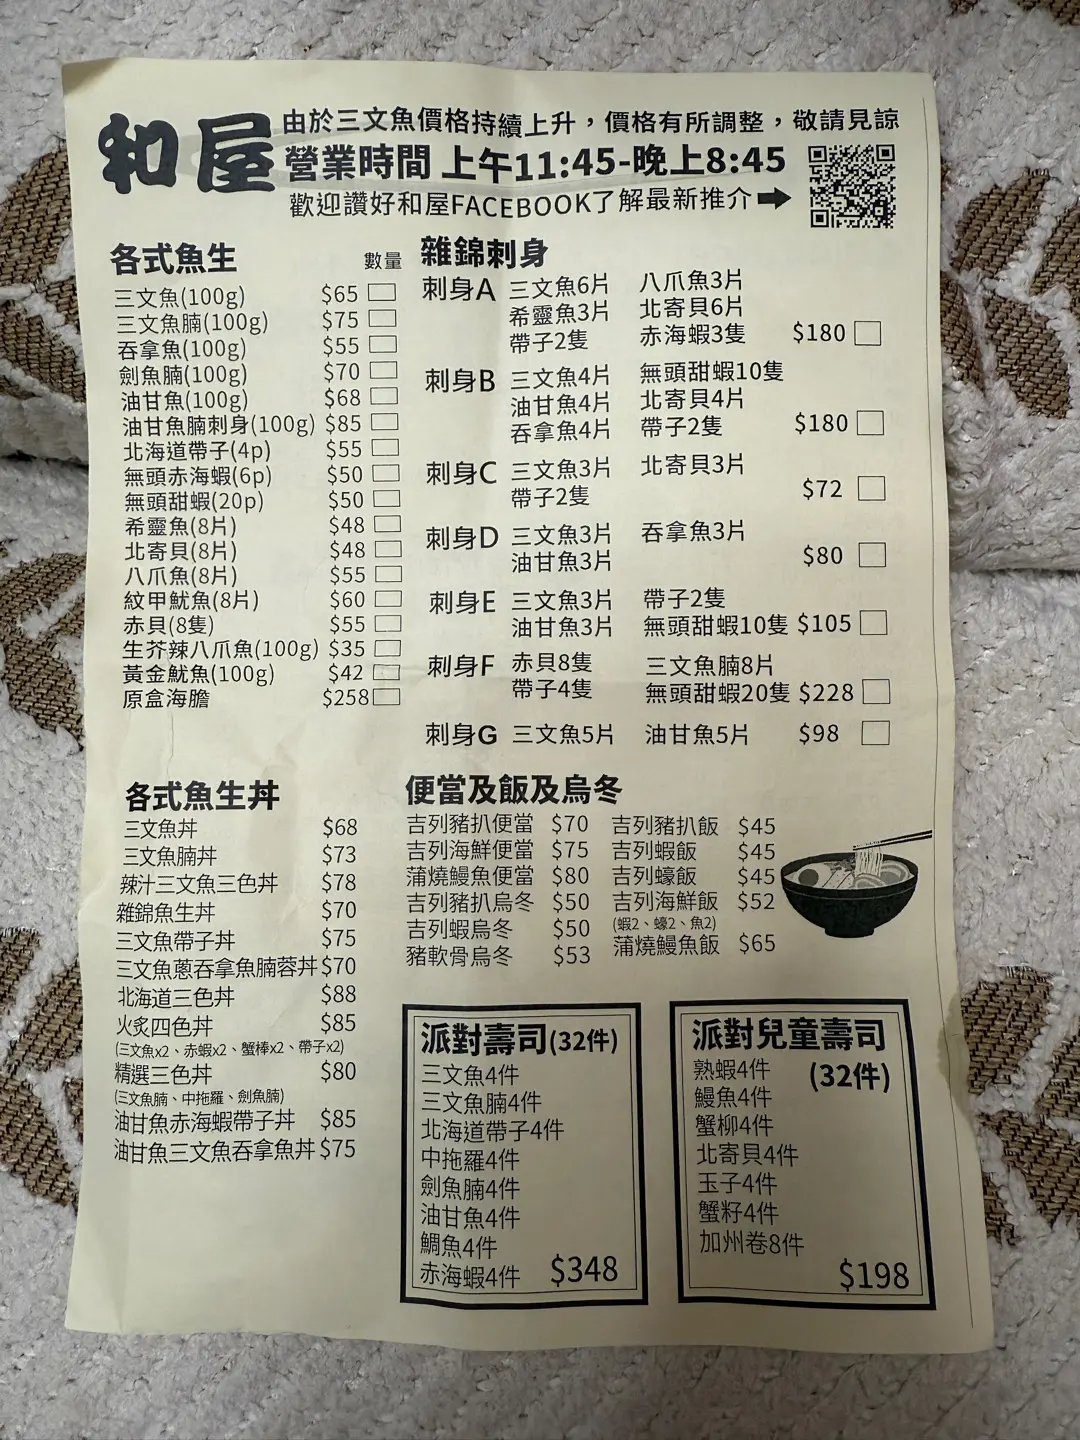 和屋
由於三文魚價格持續上升，價格有所調整，敬請見諒
營業時間 上午11:45-晚上8:45
歡迎讚好和屋FACEBOOK了解最新推介
各式魚生 數量
三文魚(100g) $65
三文魚腩(100g) $75
吞拿魚(100g) $55
劍魚腩(100g) $70
油甘魚(100g) $68
油甘魚腩刺身(100g) $85
北海道帶子(4p) $55
無頭赤海蝦(6p) $50
無頭甜蝦(20p) $50
希靈魚(8片) $48
北寄貝(8片) $48
八爪魚(8片) $55
紋甲魷魚(8片) $60
赤貝(8隻) $55
生芥辣八爪魚(100g) $35
黃金魷魚(100g) $42
原盒海膽 $258
雜錦刺身
刺身A 三文魚6片 八爪魚3片
希靈魚3片 北寄貝6片
帶子2隻 赤海蝦3隻 $180
刺身B 三文魚4片 無頭甜蝦10隻
油甘魚4片 北寄貝4片
吞拿魚4片 帶子2隻 $180
刺身C 三文魚3片 北寄貝3片
帶子2隻 $72
刺身D 三文魚3片 吞拿魚3片
油甘魚3片 $80
刺身E 三文魚3片 帶子2隻
油甘魚3片 無頭甜蝦10隻 $105
刺身F 赤貝8隻 三文魚腩8片
帶子4隻 無頭甜蝦20隻 $228
刺身G 三文魚5片 油甘魚5片 $98
各式魚生丼
三文魚丼 $68
三文魚腩丼 $73
辣汁三文魚三色丼 $78
雜錦魚生丼 $70
三文魚帶子丼 $75
三文魚蔥吞拿魚腩蓉丼 $70
北海道三色丼 $88
火炙四色丼 $85
(三文魚x2、赤蝦x2、蟹棒x2、帶子x2)
精選三色丼 $80
(三文魚腩、中拖羅、劍魚腩)
油甘魚赤海蝦帶子丼 $85
油甘魚三文魚吞拿魚丼 $75
便當及飯及烏冬
吉列豬扒便當 $70 吉列豬扒飯 $45
吉列海鮮便當 $75 吉列蝦飯 $45
蒲燒鰻魚便當 $80 吉列蠔飯 $45
吉列豬扒烏冬 $50 吉列海鮮飯 $52
吉列蝦烏冬 $50 (蝦2、蠔2、魚2)
豬軟骨烏冬 $53 蒲燒鰻魚飯 $65
派對壽司(32件)
三文魚4件
三文魚腩4件
北海道帶子4件
中拖羅4件
劍魚腩4件
油甘魚4件
鯛魚4件
赤海蝦4件 $348
派對兒童壽司
(32件)
熟蝦4件
鰻魚4件
蟹柳4件
北寄貝4件
玉子4件
蟹籽4件
加州卷8件
$198